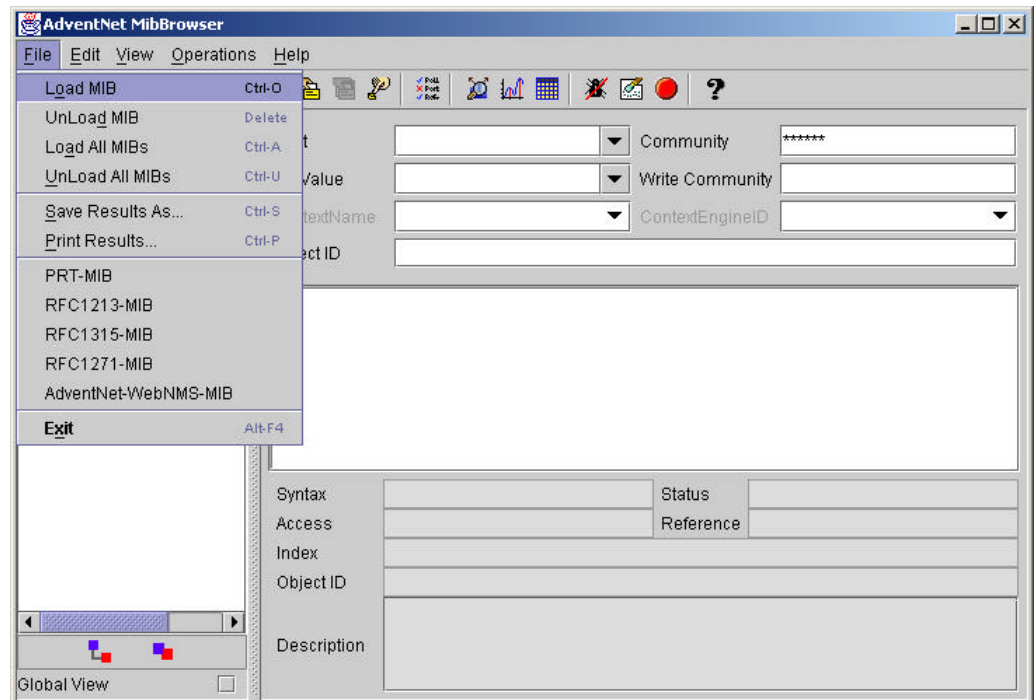 AdventNet MibBrowser
File Edit View Operations Help
Load MIB Ctrl-O
UnLoad MIB Delete
Load All MIBs Ctrl-A
UnLoad All MIBs Ctrl-U
Save Results As... Ctrl-S
Print Results... Ctrl-P
PRT-MIB
RFC1213-MIB
RFC1315-MIB
RFC1271-MIB
AdventNet-WebNMS-MIB
Exit Alt-F4
t Community ******
Value Write Community
textName ContextEngineID
ect ID
Syntax Status
Access Reference
Index
Object ID
Description
Global View